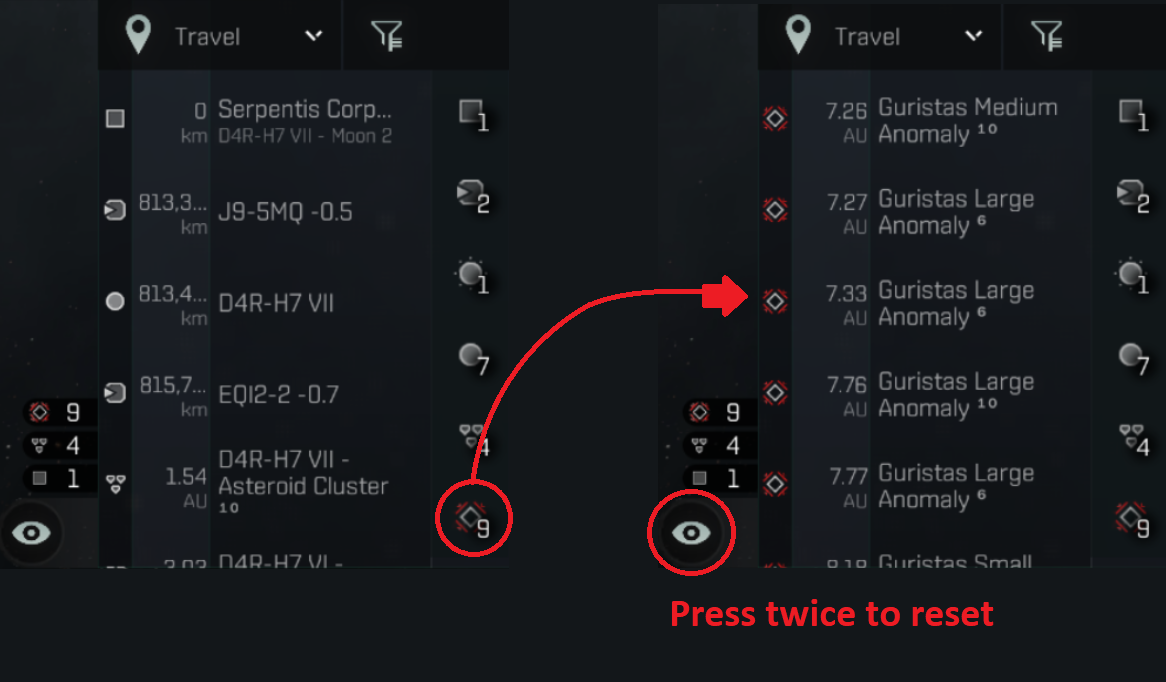 Travel
0 Serpentis Corp...
km D4R-H7 VII - Moon 2
1
813,3... J9-5MQ -0.5
km
2
813,4... D4R-H7 VII
km
1
815,7... EQI2-2 -0.7
km
7
9
4
1
D4R-H7 VII -
1.54 Asteroid Cluster
AU 10
4
9
D4R-H7 VI -
Travel
7.26 Guristas Medium
AU Anomaly 10
1
7.27 Guristas Large
AU Anomaly 6
2
7.33 Guristas Large
AU Anomaly 6
1
7.76 Guristas Large
AU Anomaly 10
7
9
4
1
7.77 Guristas Large
AU Anomaly 6
4
9
Guristas Small
Press twice to reset